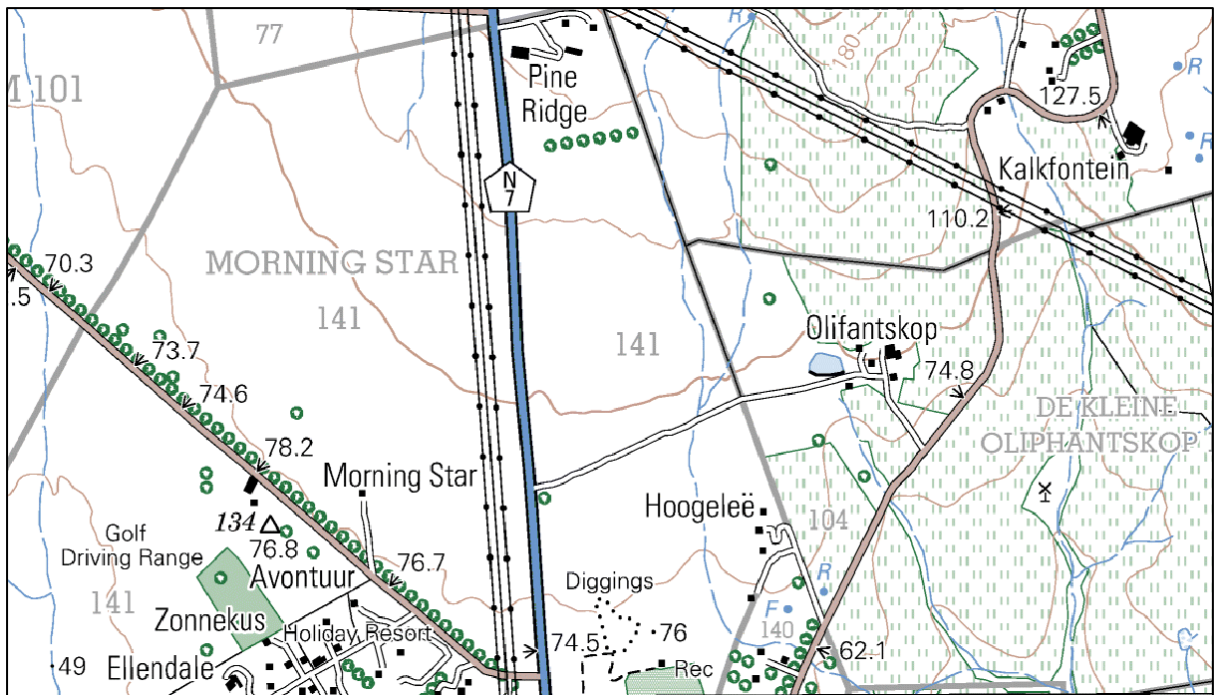 77
R
180
R
M 101
Pine
Ridge
127.5
R
Kalkfontein
N
7
110.2
70.3
.5
MORNING STAR
141
141
Olifantskop
73.7
74.8
74.6
DE KLEINE
OLIPHANTSKOP
78.2
Morning Star
Hoogeleë
104
134
76.8
Golf
Driving Range
Avontuur
76.7
Diggings
R
141
Zonnekus
F
Holiday Resort
74.5
76
140
62.1
49
Ellendale
Rec